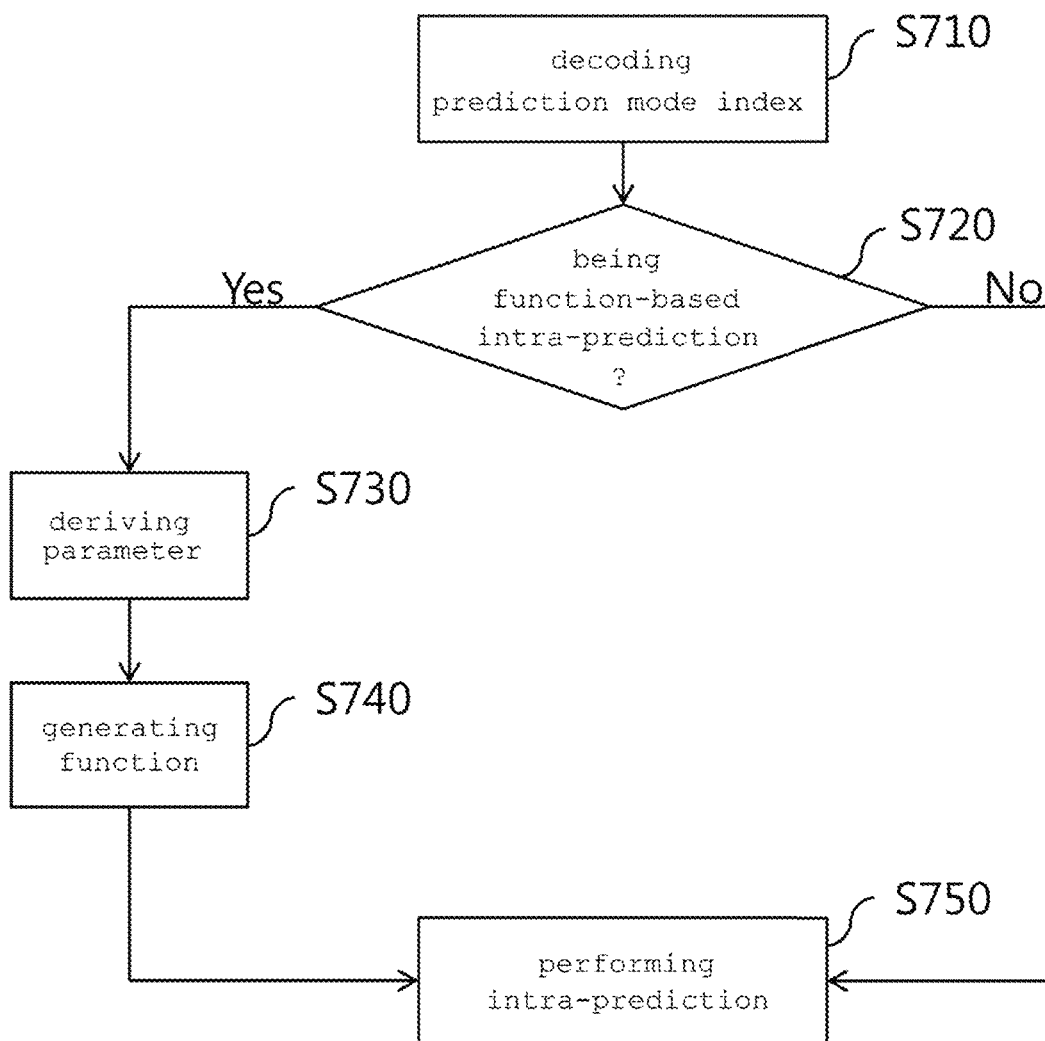 S710
decoding
prediction mode index
S720
being
function-based
intra-prediction
?
Yes
No
S730
deriving
parameter
S740
generating
function
S750
performing
intra-prediction